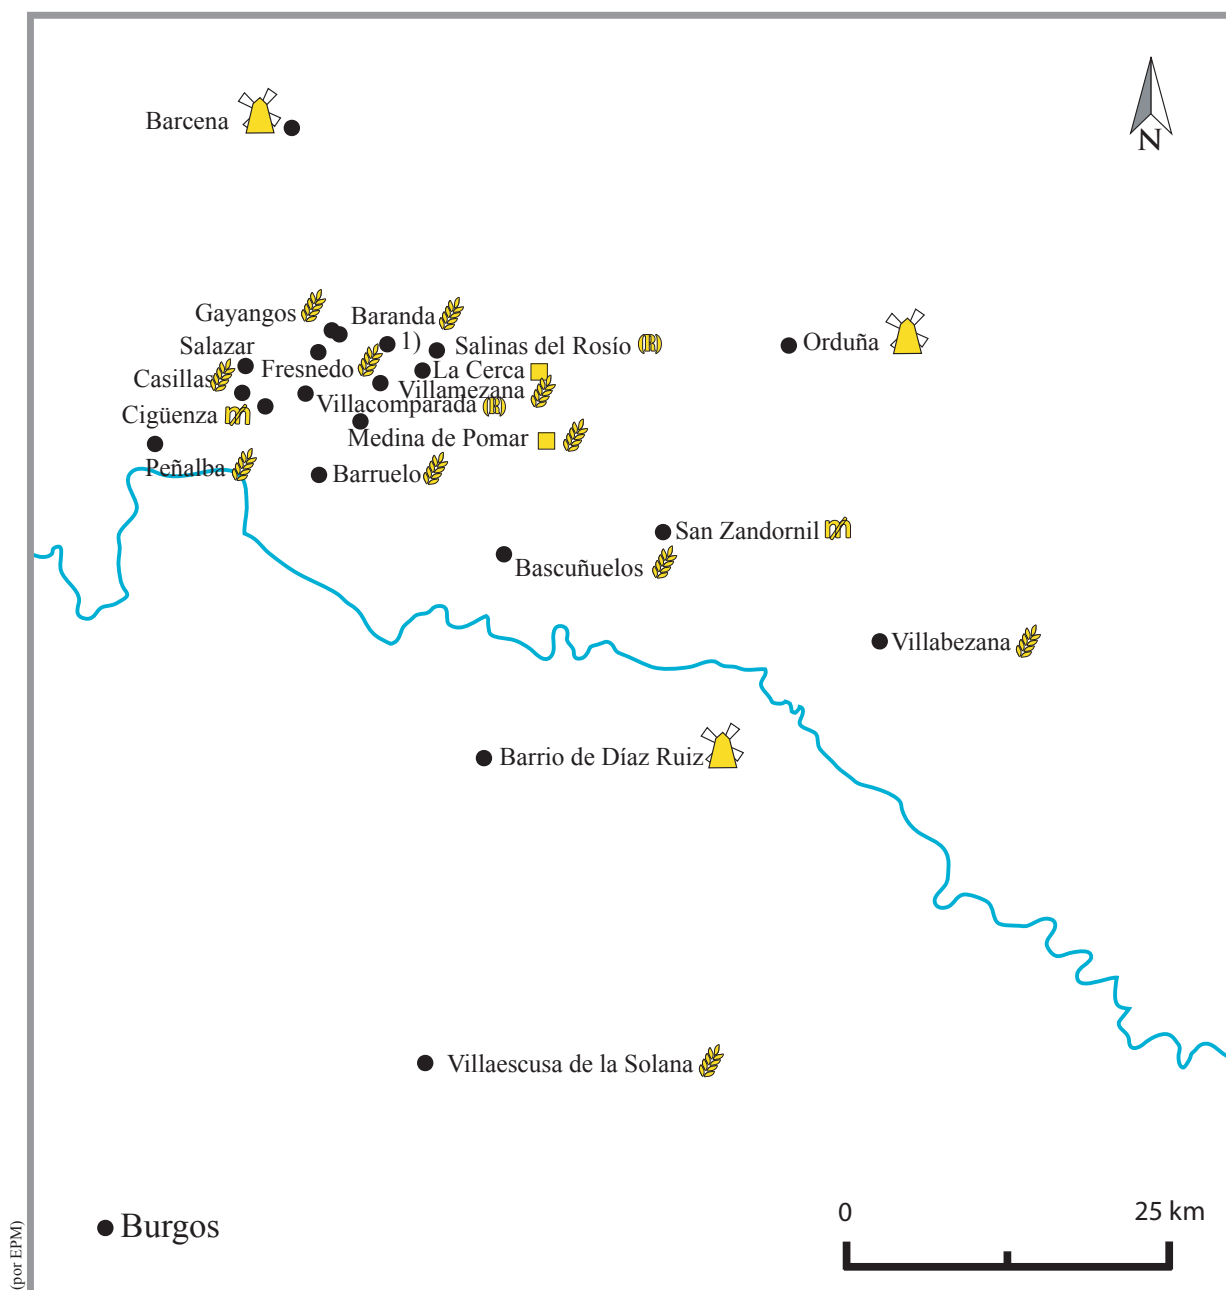 Barcena
N
Gayangos
Baranda
1)
Salinas del Rosío
Orduña
Salazar
Fresnedo
La Cerca
Casillas
Villamezana
Villacomparada
Cigüenza
Medina de Pomar
Peñalba
Barruelo
San Zandornil
Bascuñuelos
Villabezana
Barrio de Díaz Ruiz
Villaescusa de la Solana
Burgos
0
25 km
(por EPM)